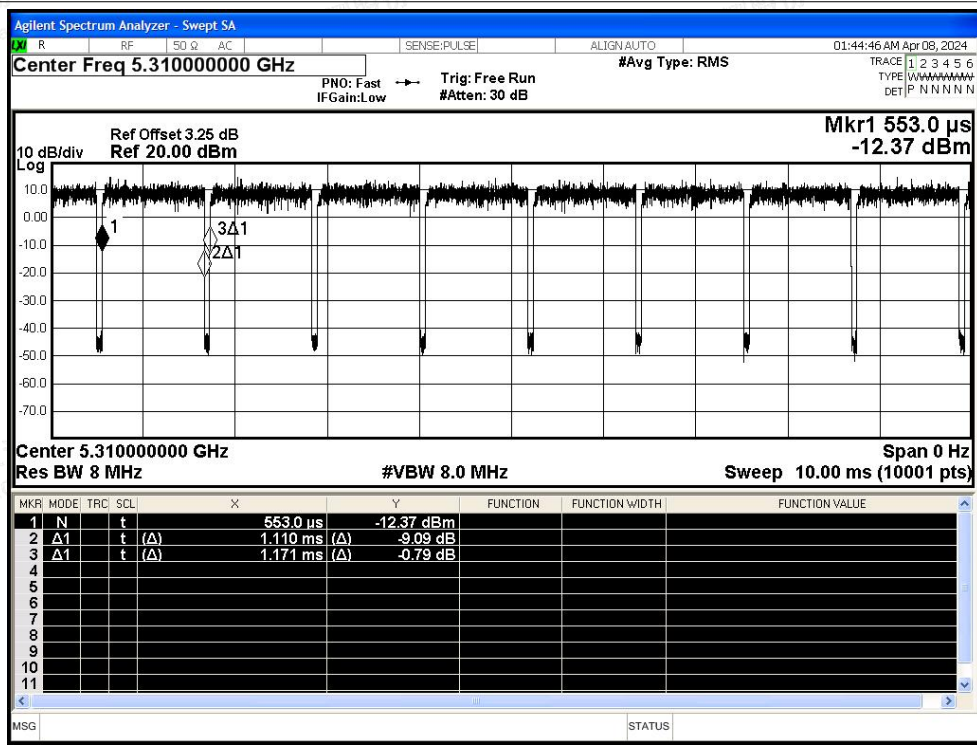 Agilent Spectrum Analyzer - Swept SA
LXI R RF 50 Ω AC SENSE:PULSE ALIGN AUTO 01:44:46 AM Apr 08, 2024
Center Freq 5.310000000 GHz #Avg Type: RMS TRACE 1 2 3 4 5 6
PNO: Fast Trig: Free Run TYPE
IFGain:Low #Atten: 30 dB DET P N N N N N
Mkr1 553.0 µs
Ref Offset 3.25 dB
10 dB/div Ref 20.00 dBm -12.37 dBm
Log
10.0
0.00
1 3Δ1
-10.0
2Δ1
-20.0
-30.0
-40.0
-50.0
-60.0
-70.0
Center 5.310000000 GHz Span 0 Hz
Res BW 8 MHz #VBW 8.0 MHz Sweep 10.00 ms (10001 pts)
MKR MODE TRC SCL X Y FUNCTION FUNCTION WIDTH FUNCTION VALUE
1 N t 553.0 µs -12.37 dBm
2 Δ1 t (Δ) 1.110 ms (Δ) -9.09 dB
3 Δ1 t (Δ) 1.171 ms (Δ) -0.79 dB
4
5
6
7
8
9
10
11
MSG STATUS